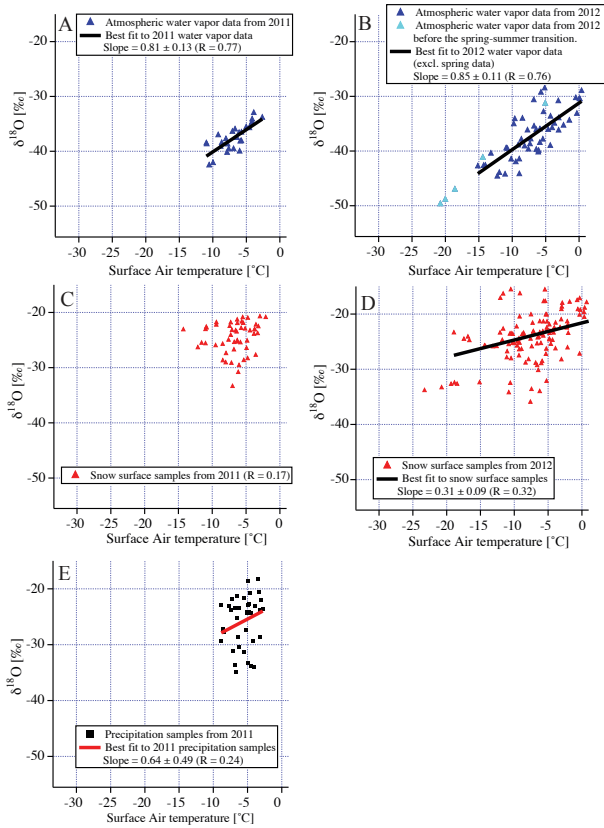 A
Atmospheric water vapor data from 2011
Best fit to 2011 water vapor data
Slope = 0.81 ± 0.13 (R = 0.77)
-20
-30
-40
-50
δ18O [‰]
-30 -25 -20 -15 -10 -5 0
Surface Air temperature [˚C]
B
Atmospheric water vapor data from 2012
Atmospheric water vapor data from 2012
before the spring-summer transition.
Best fit to 2012 water vapor data
(excl. spring data)
Slope = 0.85 ± 0.11 (R = 0.76)
-20
-30
-40
-50
δ18O [‰]
-30 -25 -20 -15 -10 -5 0
Surface Air temperature [˚C]
C
-20
-30
-40
-50
δ18O [‰]
Snow surface samples from 2011 (R = 0.17)
-30 -25 -20 -15 -10 -5 0
Surface Air temperature [˚C]
D
-20
-30
-40
-50
δ18O [‰]
Snow surface samples from 2012
Best fit to snow surface samples
Slope = 0.31 ± 0.09 (R = 0.32)
-30 -25 -20 -15 -10 -5 0
Surface Air temperature [˚C]
E
-20
-30
-40
-50
δ18O [‰]
Precipitation samples from 2011
Best fit to 2011 precipitation samples
Slope = 0.64 ± 0.49 (R = 0.24)
-30 -25 -20 -15 -10 -5 0
Surface Air temperature [˚C]